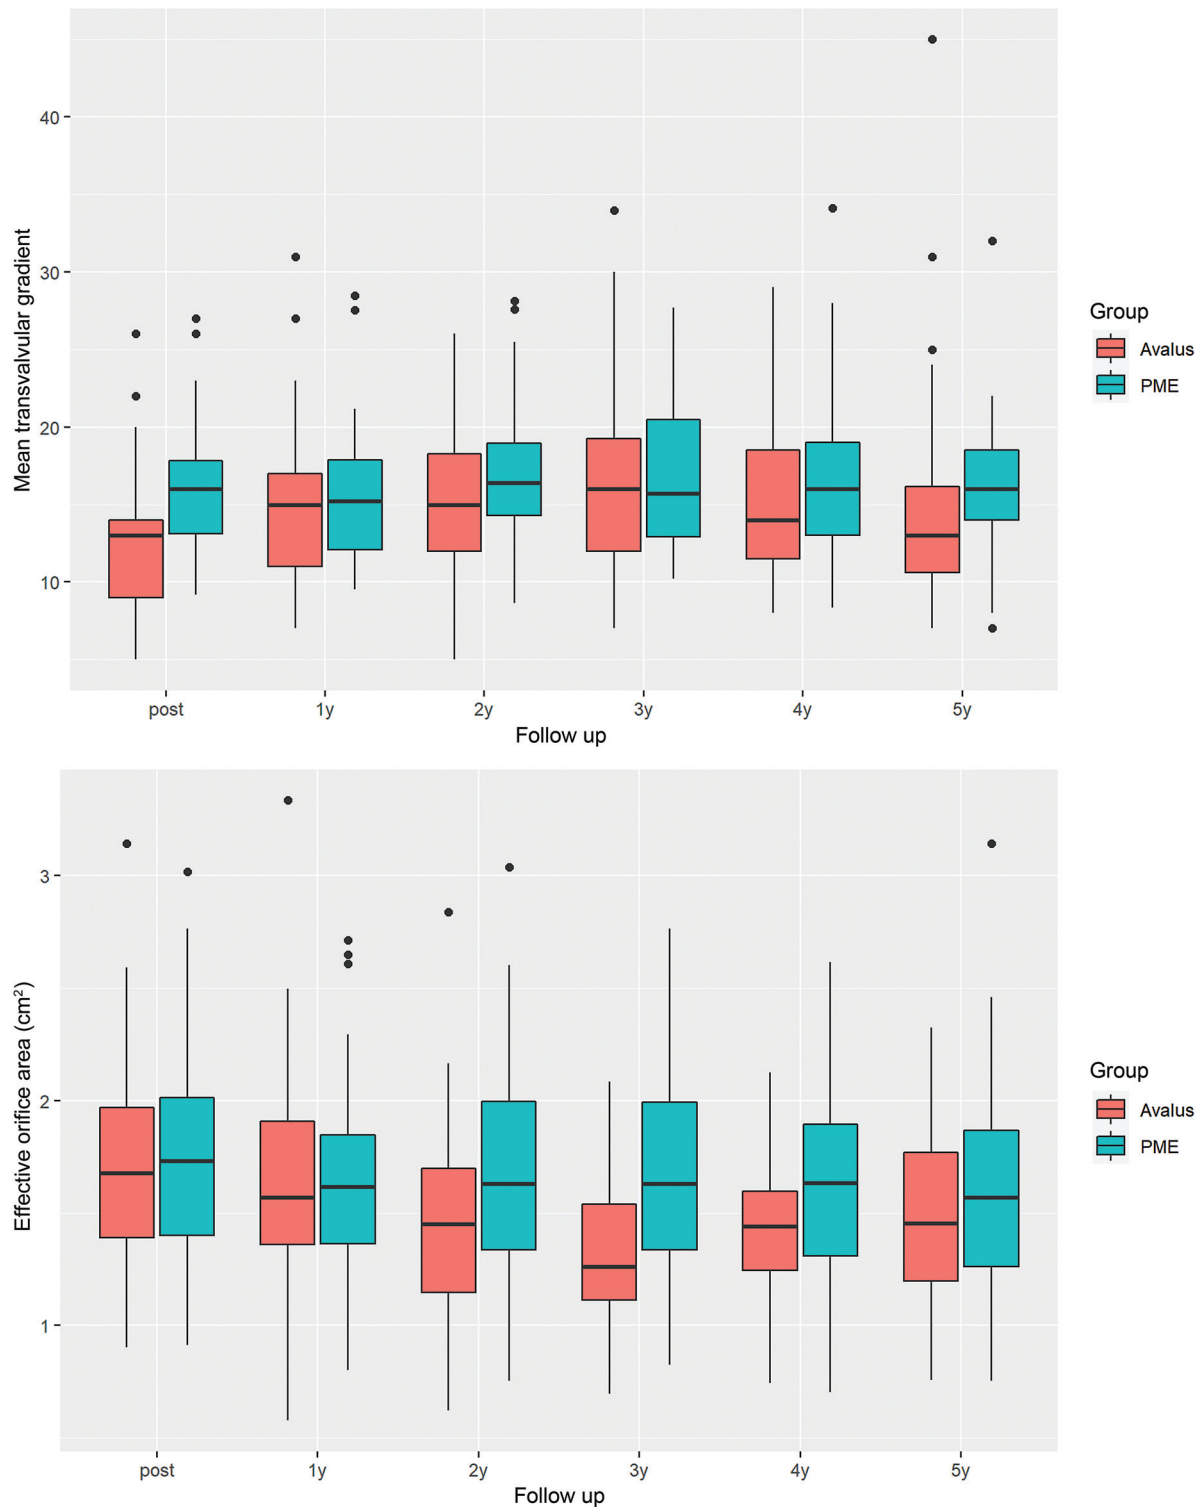 Mean transvalvular gradient
40
30
20
10
post 1y 2y 3y 4y 5y
Follow up
Group
Avalus
PME
Effective orifice area (cm²)
3
2
1
post 1y 2y 3y 4y 5y
Follow up
Group
Avalus
PME